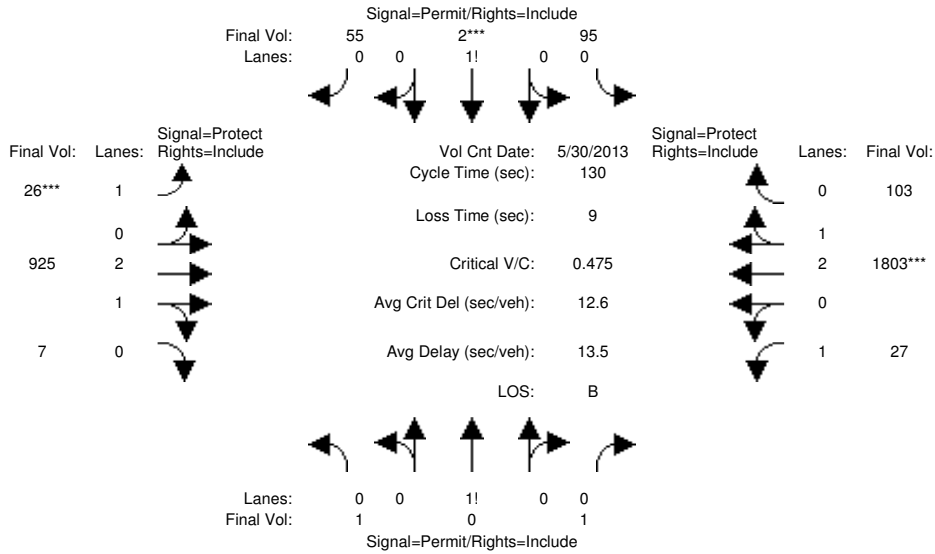 Signal=Permit/Rights=Include
Final Vol: 55 2*** 95
Lanes: 0 0 1! 0 0
Signal=Protect
Final Vol: Lanes: Rights=Include
Vol Cnt Date: 5/30/2013
Signal=Protect
Rights=Include Lanes: Final Vol:
Cycle Time (sec): 130
26*** 1
0 103
Loss Time (sec): 9
0
1
925 2
Critical V/C: 0.475
2 1803***
1
Avg Crit Del (sec/veh): 12.6
0
7 0
Avg Delay (sec/veh): 13.5
1 27
LOS: B
Lanes: 0 0 1! 0 0
Final Vol: 1 0 1
Signal=Permit/Rights=Include